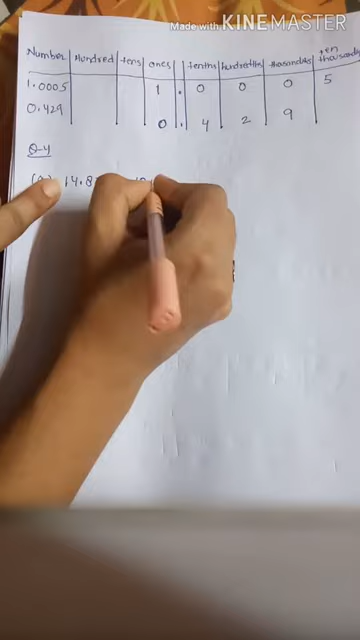 Made with KINEMASTER
Number Hundred tens ones . tenths hundredths thousandths ten thousands
1.0005 1 . 0 0 0 5
0.429 0 . 4 2 9
Q-4
(a) 14.8